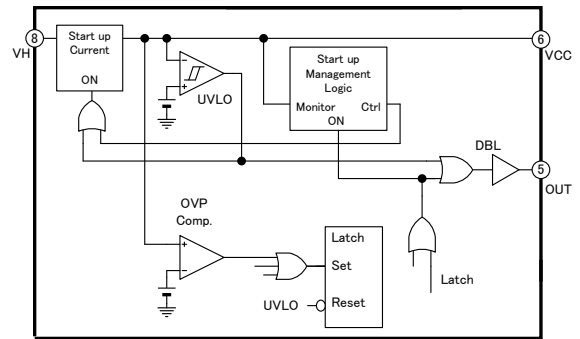 8
VH
Start up
Current
ON
6
VCC
Start up
Management
Logic
Monitor Ctrl
ON
UVLO
DBL
5
OUT
OVP
Comp.
Latch
Set
UVLO
Reset
Latch